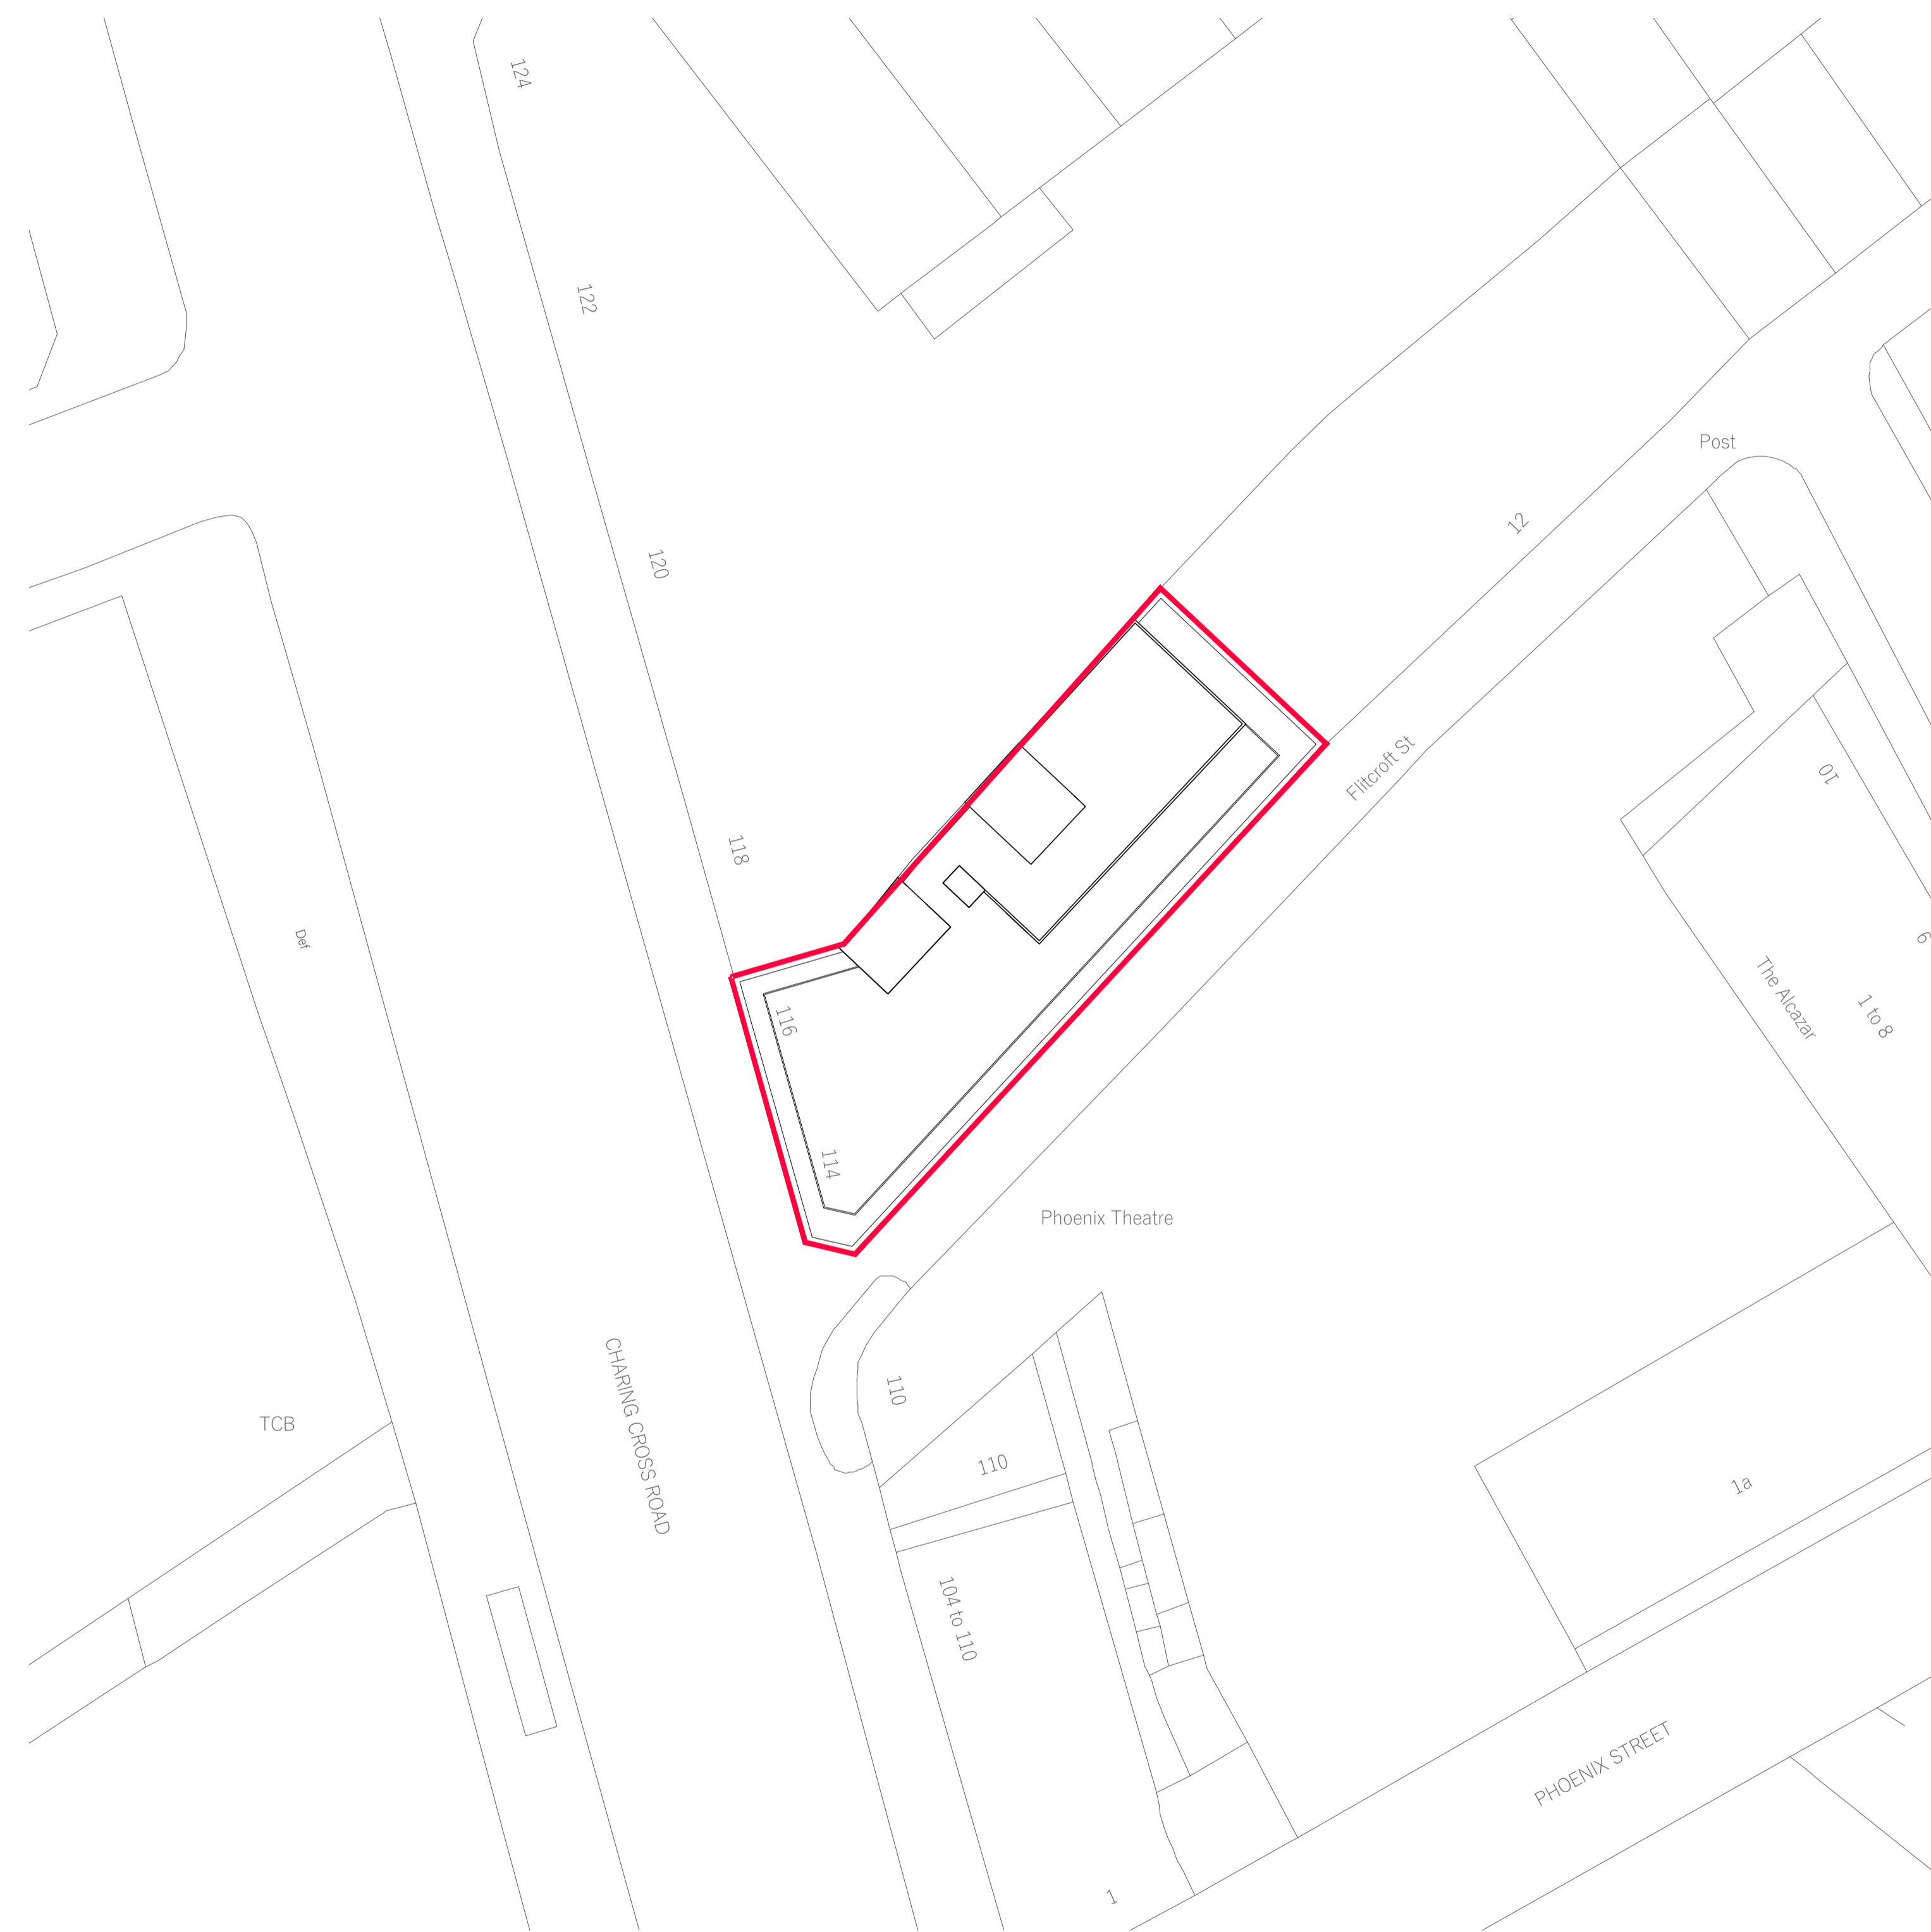 124
122
120
Post
12
Flitcroft St
118
10
Def
6
The Alcazar
1 to 8
116
114
Phoenix Theatre
110
TCB
CHARING CROSS ROAD
110
1a
104 to 110
PHOENIX STREET
1